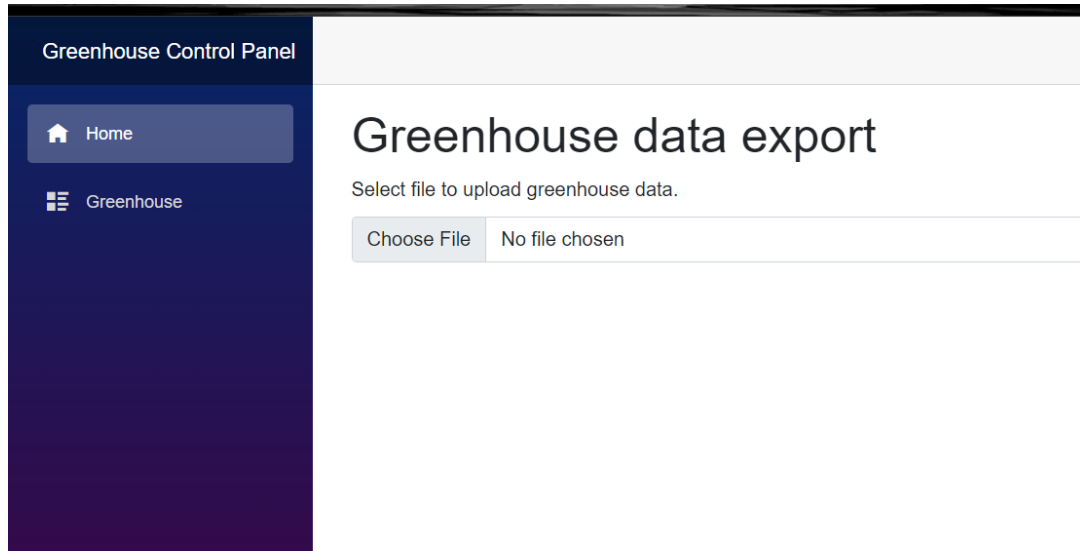 Greenhouse Control Panel
Home
Greenhouse
Greenhouse data export
Select file to upload greenhouse data.
Choose File No file chosen